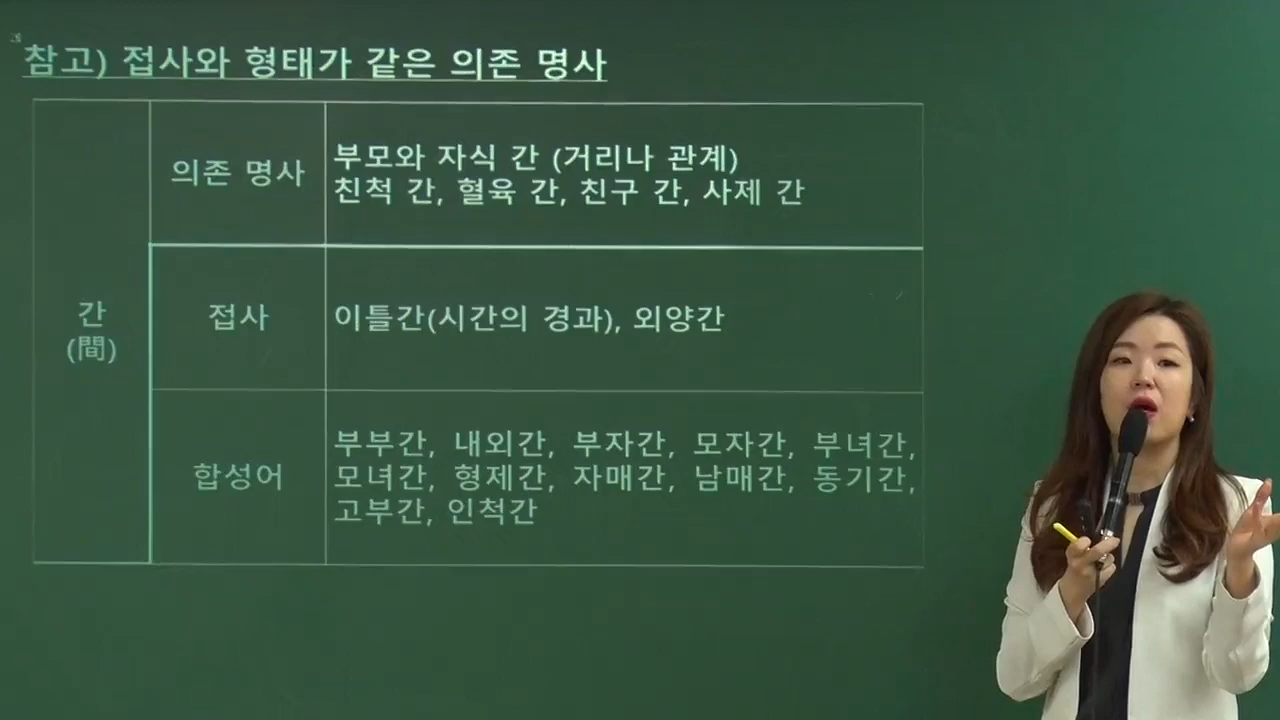 참고) 접사와 형태가 같은 의존 명사
간
(間)
의존 명사
부모와 자식 간 (거리나 관계)
친척 간, 혈육 간, 친구 간, 사제 간
접사
이틀간(시간의 경과), 외양간
합성어
부부간, 내외간, 부자간, 모자간, 부녀간,
모녀간, 형제간, 자매간, 남매간, 동기간,
고부간, 인척간